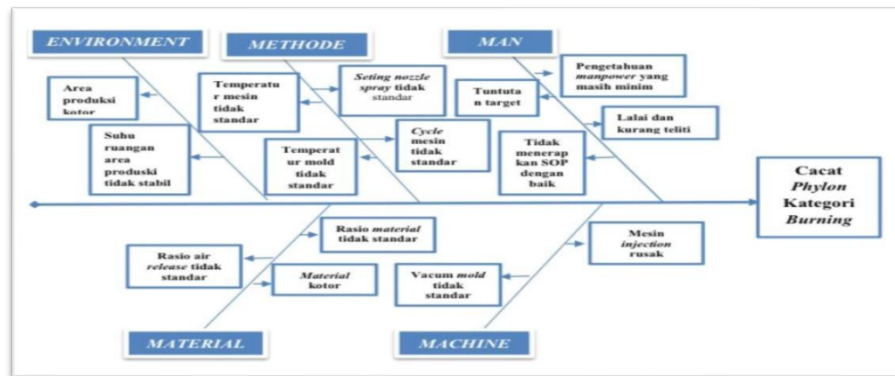 ENVIRONMENT
METHODE
MAN
Area
produksi
kotor
Suhu
ruangan
area
produski
tidak stabil
Temperatu
r mesin
tidak
standar
Seting nozzle
spray tidak
standar
Temperat
ur mold
tidak
standar
Cycle
mesin
tidak
standar
Pengetahuan
manpower yang
masih minim
Tuntuta
n target
Lalai dan
kurang teliti
Tidak
menerap
kan SOP
dengan
baik
Cacat
Phylon
Kategori
Burning
Rasio material
tidak standar
Rasio air
release tidak
standar
Material
kotor
Mesin
injection
rusak
Vacum mold
tidak
standar
MATERIAL
MACHINE